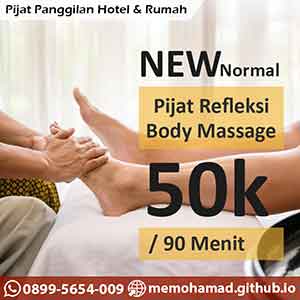 Pijat Panggilan Hotel & Rumah
NEW Normal
Pijat Refleksi
Body Massage
50k
/ 90 Menit
0899-5654-009 memohamad.github.io